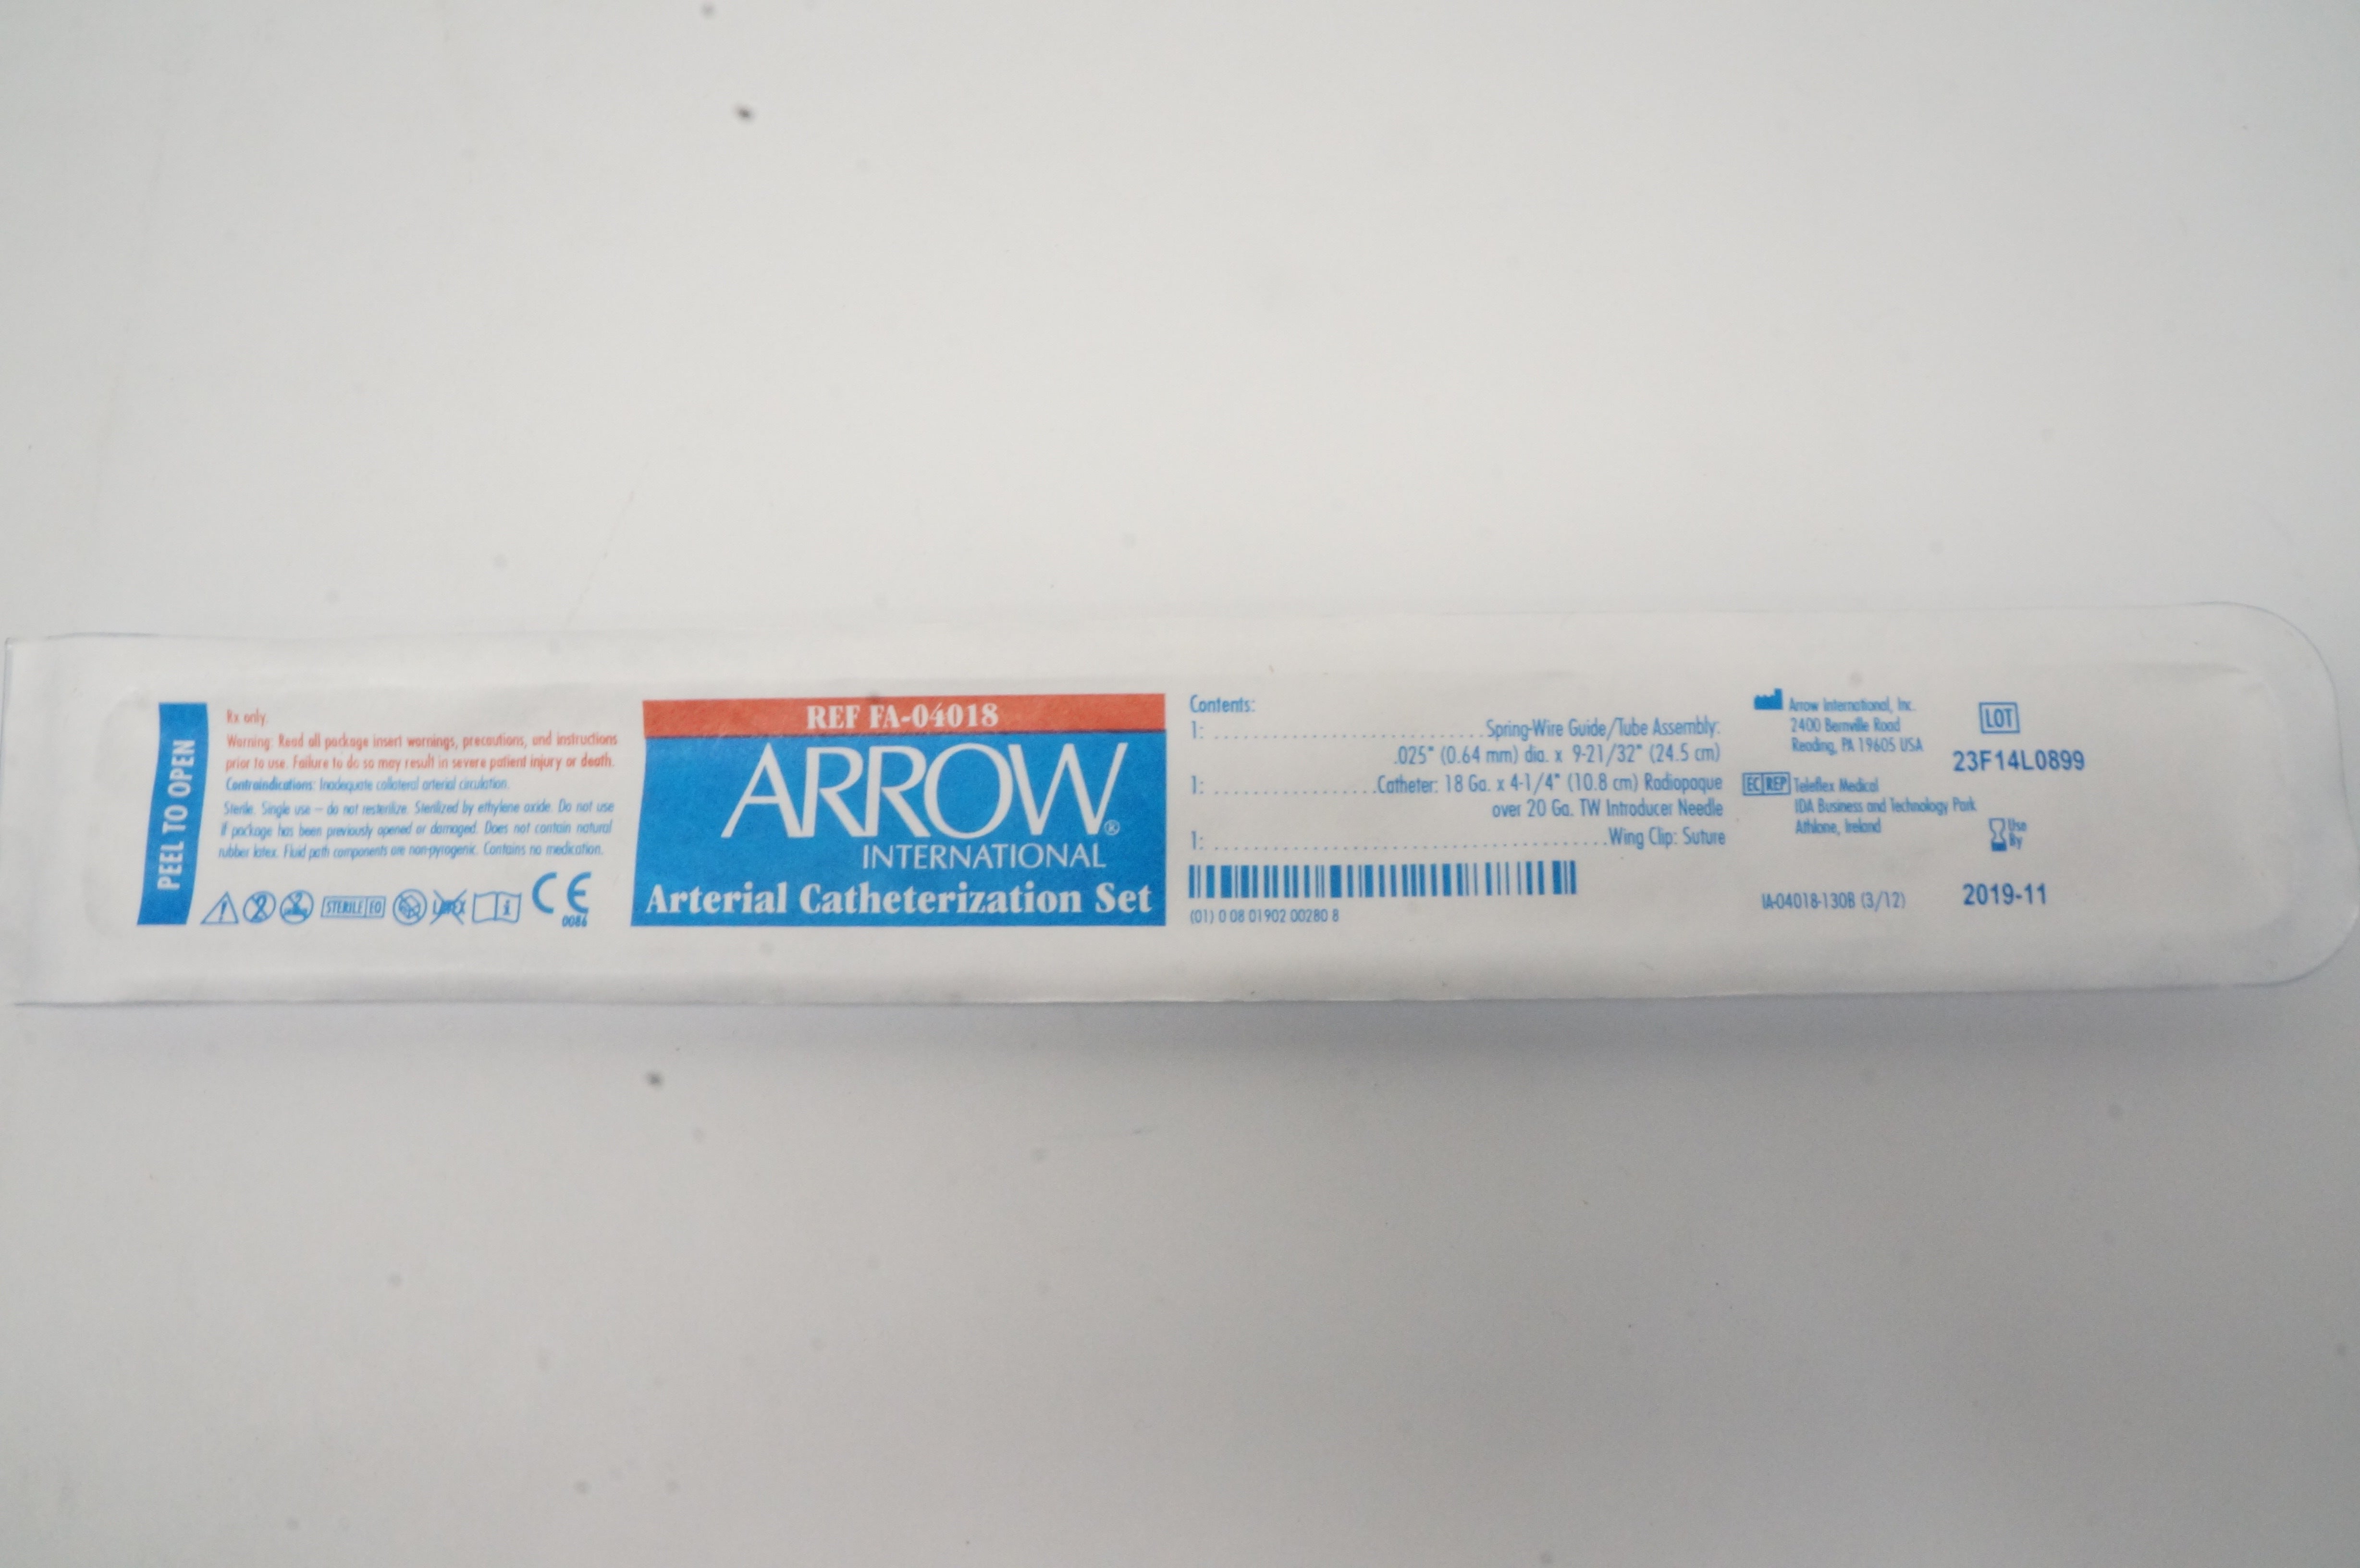 PEEL TO OPEN
Rx only.
Warning: Read all package insert warnings, precautions, and instructions
prior to use. Failure to do so may result in severe patient injury or death.
Contraindications: Inadequate collateral arterial circulation.
Sterile. Single use – do not resterilize. Sterilized by ethylene oxide. Do not use
if package has been previously opened or damaged. Does not contain natural
rubber latex. Fluid path components are non-pyrogenic. Contains no medication.
2 STERILE EO LATEX i CE
0086
REF FA-04018
ARROW®
INTERNATIONAL
Arterial Catheterization Set
Contents:
1: ............................Spring-Wire Guide/Tube Assembly:
.025" (0.64 mm) dia. x 9-21/32" (24.5 cm)
1: .................Catheter: 18 Ga. x 4-1/4" (10.8 cm) Radiopaque
over 20 Ga. TW Introducer Needle
1: .........................................Wing Clip: Suture
(01) 0 08 01902 00280 8
Arrow International, Inc.
2400 Bernville Road
Reading, PA 19605 USA
EC REP Teleflex Medical
IDA Business and Technology Park
Athlone, Ireland
IA-04018-130B (3/12)
LOT
23F14L0899
Use
By
2019-11